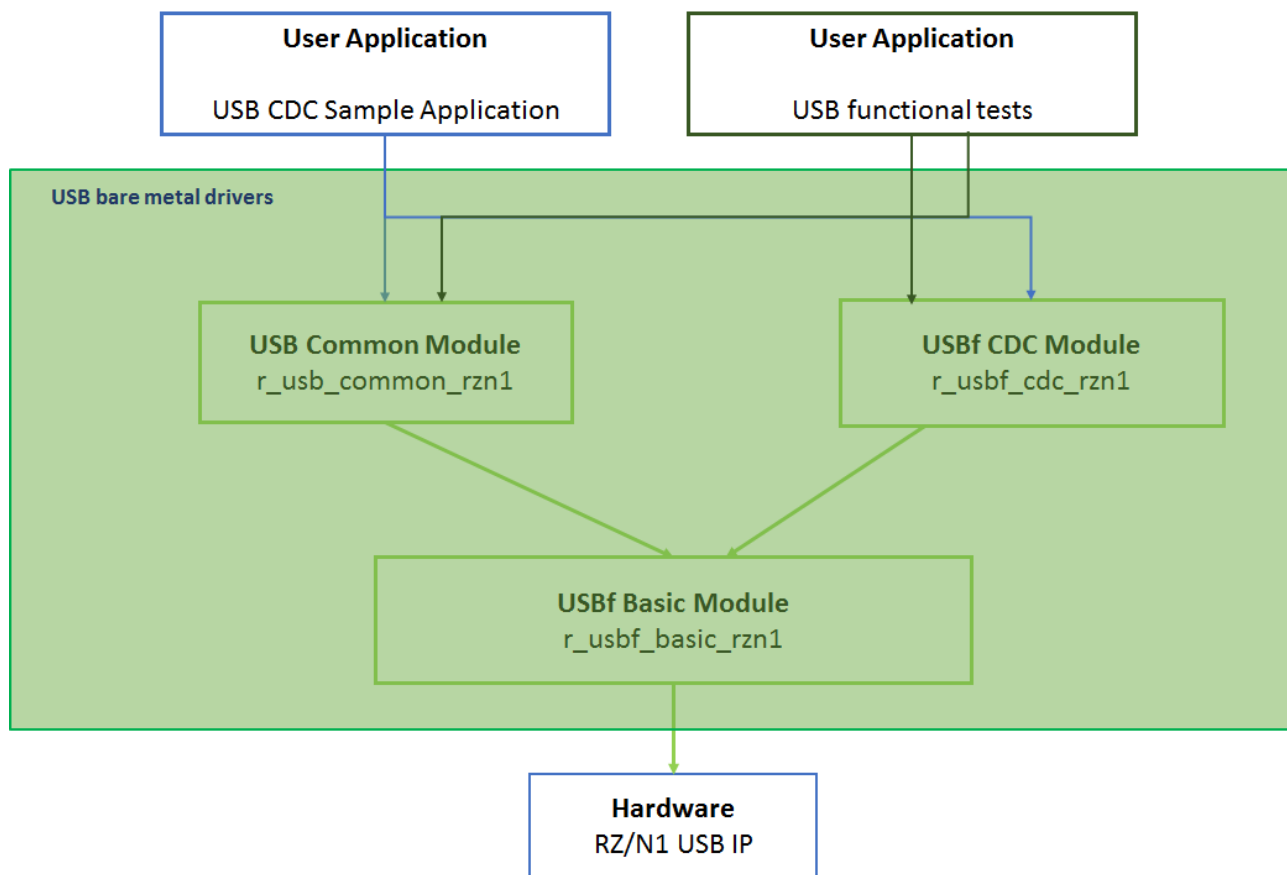 User Application
USB CDC Sample Application
User Application
USB functional tests
USB bare metal drivers
USB Common Module
r_usb_common_rzn1
USBf CDC Module
r_usbf_cdc_rzn1
USBf Basic Module
r_usbf_basic_rzn1
Hardware
RZ/N1 USB IP